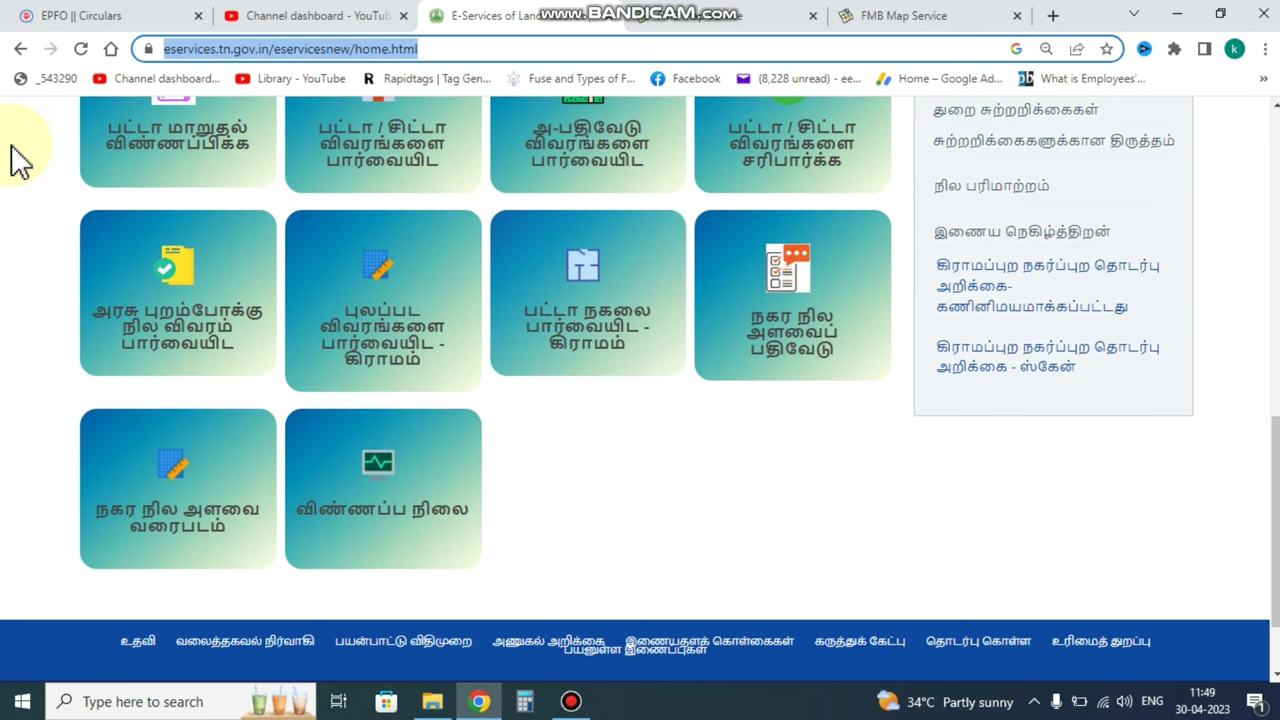 EPFO || Circulars
Channel dashboard - YouTu
E-Services of Lan
www.BANDICAM.com
FMB Map Service
eservices.tn.gov.in/eservicesnew/home.html
_543290
Channel dashboard...
Library - YouTube
Rapidtags | Tag Gen...
Fuse and Types of F...
Facebook
(8,228 unread) - ee...
Home – Google Ad...
What is Employees'...
பட்டா மாறுதல்
விண்ணப்பிக்க
பட்டா / சிட்டா
விவரங்களை
பார்வையிட
அ-பதிவேடு
விவரங்களை
பார்வையிட
பட்டா / சிட்டா
விவரங்களை
சரிபார்க்க
துறை சுற்றறிக்கைகள்
சுற்றறிக்கைகளுக்கான திருத்தம்
நில பரிமாற்றம்
இணைய நெகிழ்த்திறன்
கிராமப்புற நகர்ப்புற தொடர்பு
அறிக்கை-
கணினிமயமாக்கப்பட்டது
கிராமப்புற நகர்ப்புற தொடர்பு
அறிக்கை - ஸ்கேன்
அரசு புறம்போக்கு
நில விவரம்
பார்வையிட
புலப்பட
விவரங்களை
பார்வையிட -
கிராமம்
பட்டா நகலை
பார்வையிட -
கிராமம்
நகர நில
அளவைப்
பதிவேடு
நகர நில அளவை
வரைபடம்
விண்ணப்ப நிலை
உதவி
வலைத்தகவல் நிர்வாகி
பயன்பாட்டு விதிமுறை
அணுகல் அறிக்கை
இணையதளக் கொள்கைகள்
கருத்துக் கேட்பு
தொடர்பு கொள்ள
உரிமைத் துறப்பு
பயனுள்ள இணைப்புகள்
Type here to search
34°C Partly sunny
ENG
11:49
30-04-2023